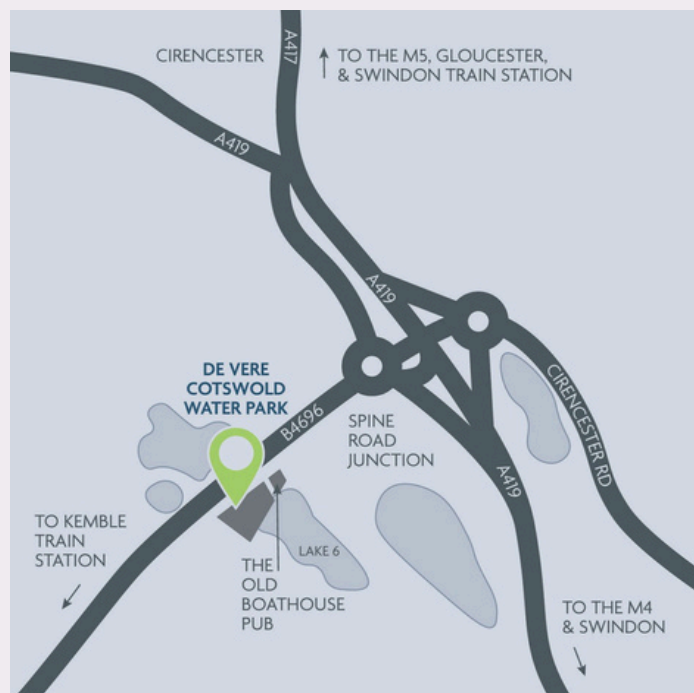 CIRENCESTER
A417
TO THE M5, GLOUCESTER,
& SWINDON TRAIN STATION
A419
A419
DE VERE
COTSWOLD
WATER PARK
B4696
SPINE
ROAD
JUNCTION
CIRENCESTER RD
A419
TO KEMBLE
TRAIN
STATION
LAKE 6
THE
OLD
BOATHOUSE
PUB
TO THE M4
& SWINDON